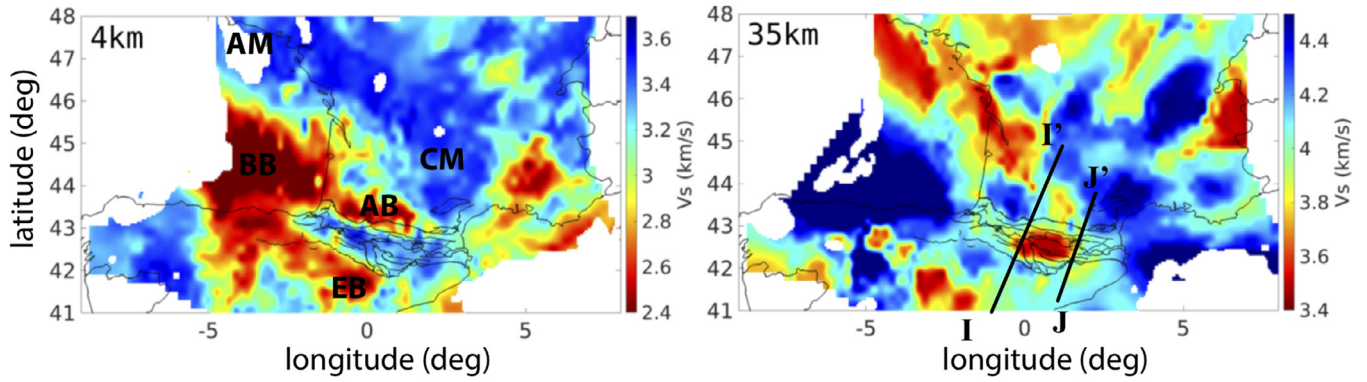 4km
AM
BB
CM
AB
EB
48
47
46
45
44
43
42
41
-5
0
5
latitude (deg)
longitude (deg)
3.6
3.4
3.2
3
2.8
2.6
2.4
Vs (km/s)
35km
I'
J'
I
J
48
47
46
45
44
43
42
41
-5
0
5
longitude (deg)
4.4
4.2
4
3.8
3.6
3.4
Vs (km/s)